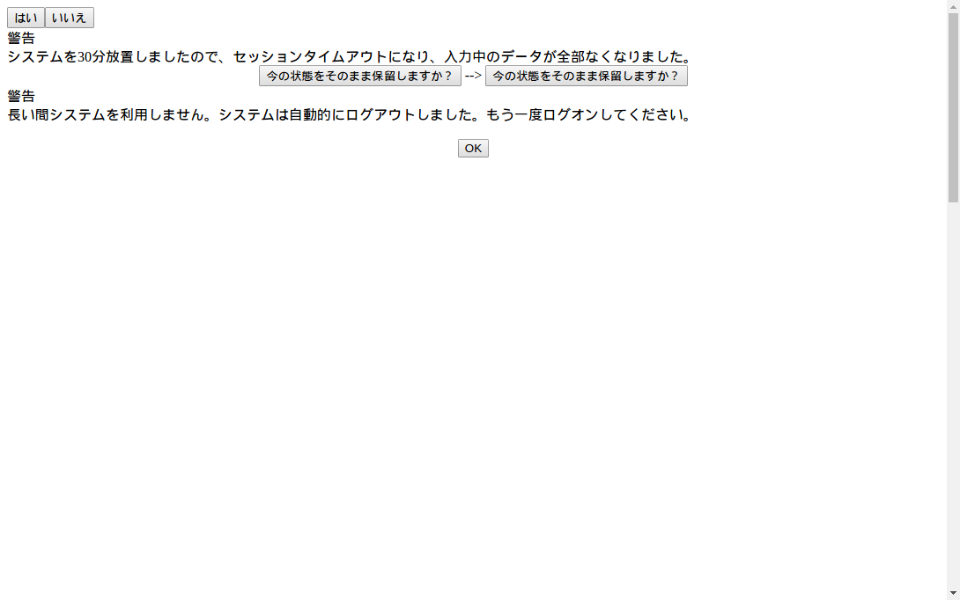 はい いいえ
警告
システムを30分放置しましたので、セッションタイムアウトになり、入力中のデータが全部なくなりました。
今の状態をそのまま保留しますか？ --> 今の状態をそのまま保留しますか？
警告
長い間システムを利用しません。システムは自動的にログアウトしました。もう一度ログオンしてください。
OK